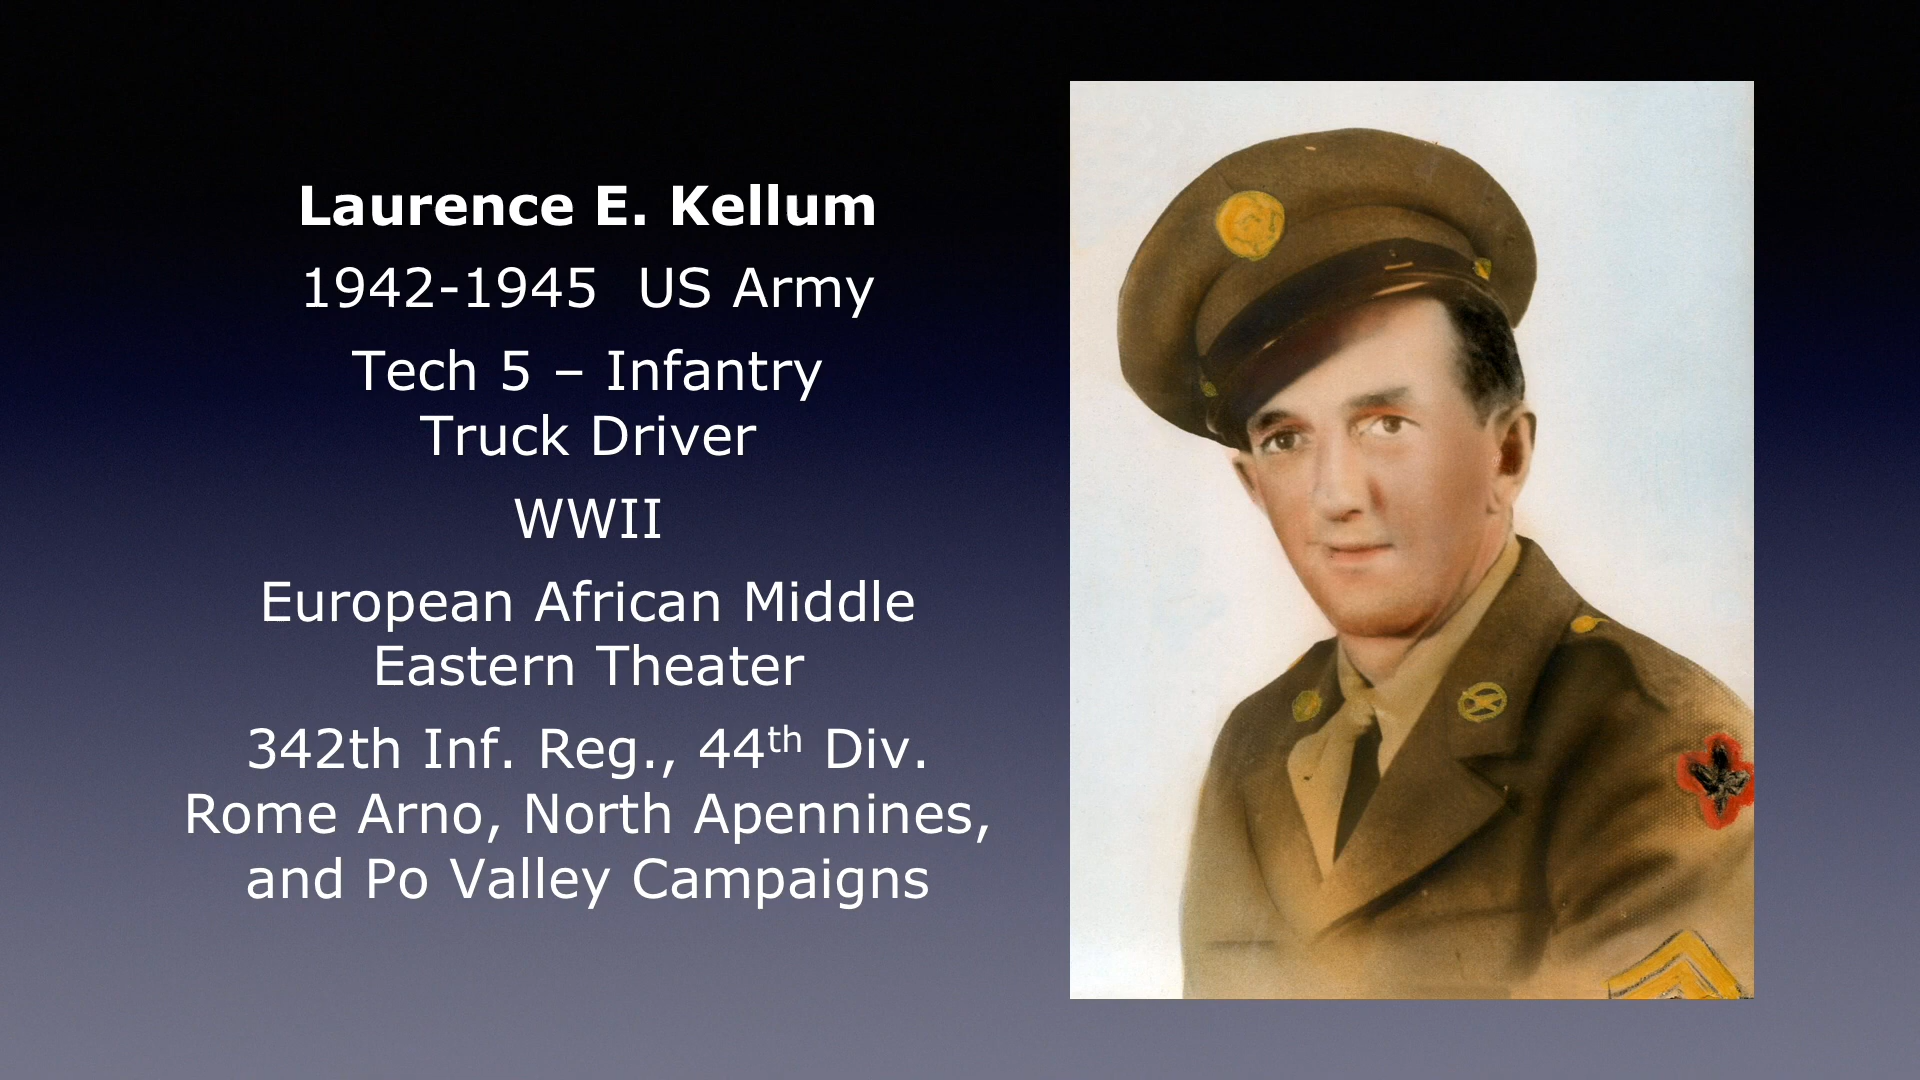 Laurence E. Kellum
1942-1945  US Army
Tech 5 – Infantry
Truck Driver
WWII
European African Middle
Eastern Theater
342th Inf. Reg., 44th Div.
Rome Arno, North Apennines,
and Po Valley Campaigns